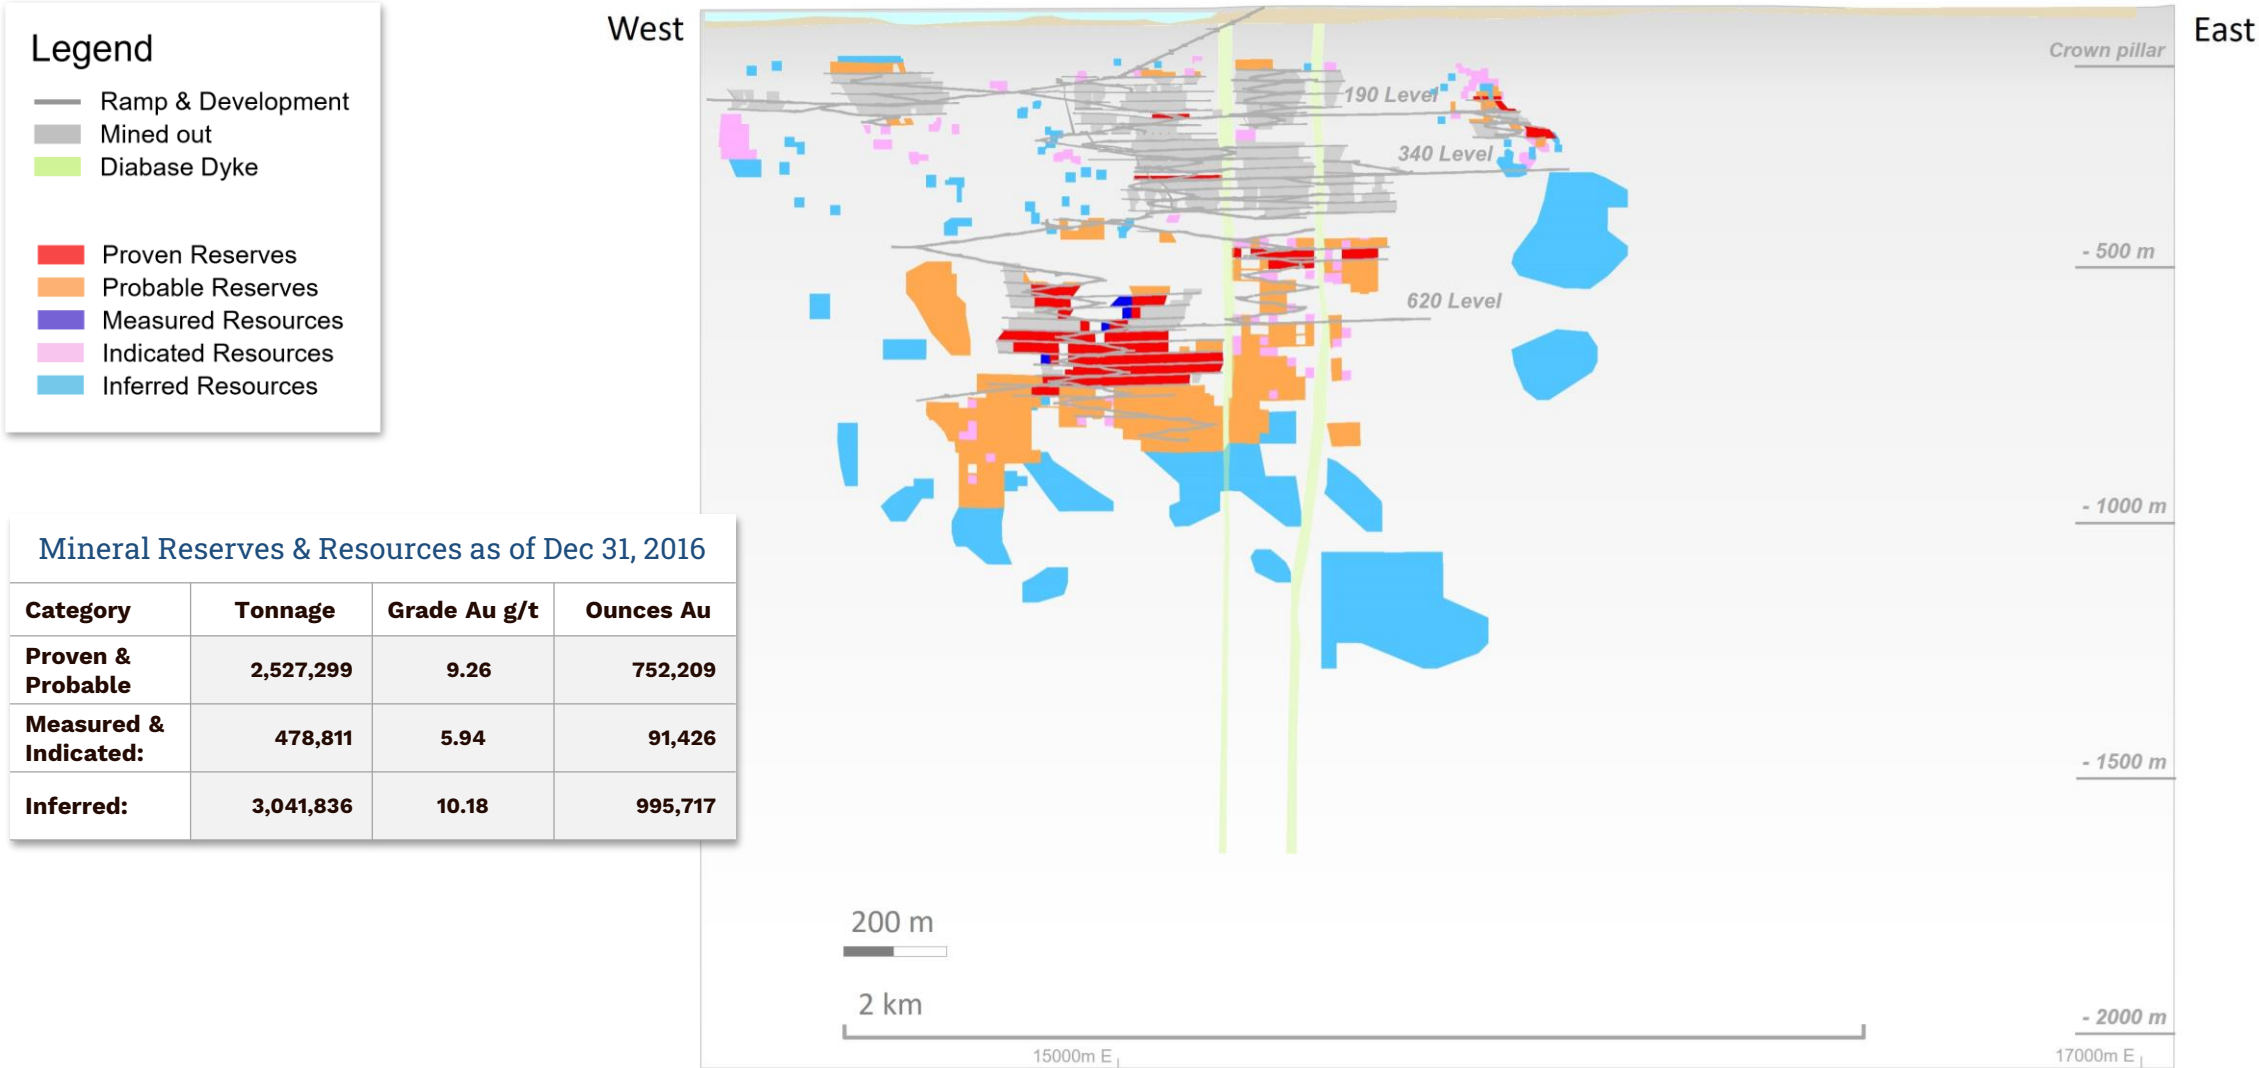 Legend
Ramp & Development
Mined out
Diabase Dyke
Proven Reserves
Probable Reserves
Measured Resources
Indicated Resources
Inferred Resources
West
East
Crown pillar
190 Level
340 Level
- 500 m
620 Level
- 1000 m
- 1500 m
- 2000 m
Mineral Reserves & Resources as of Dec 31, 2016
Category Tonnage Grade Au g/t Ounces Au
Proven &
Probable 2,527,299 9.26 752,209
Measured &
Indicated: 478,811 5.94 91,426
Inferred: 3,041,836 10.18 995,717
200 m
2 km
15000m E
17000m E